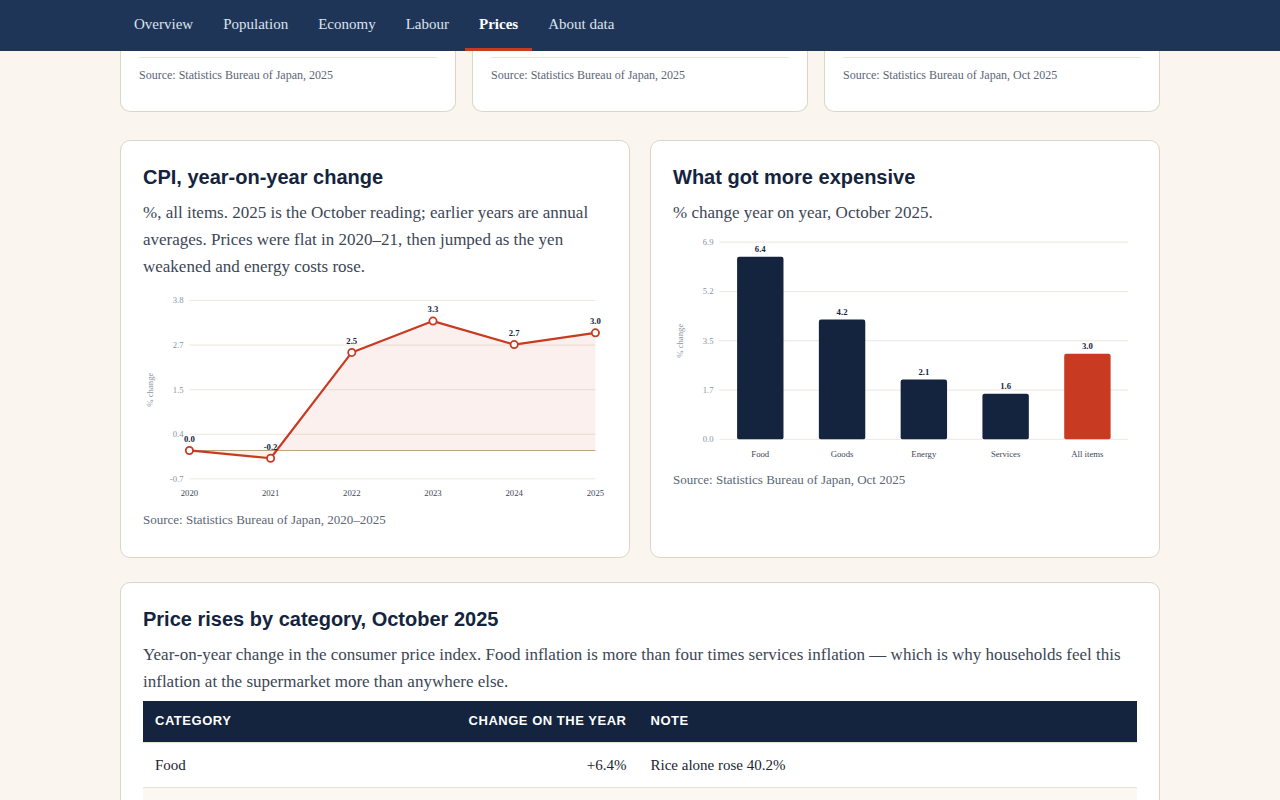 Overview Population Economy Labour Prices About data
Source: Statistics Bureau of Japan, 2025
Source: Statistics Bureau of Japan, 2025
Source: Statistics Bureau of Japan, Oct 2025
CPI, year-on-year change
%, all items. 2025 is the October reading; earlier years are annual
averages. Prices were flat in 2020–21, then jumped as the yen
weakened and energy costs rose.
3.8
2.7
1.5
0.4
-0.7
% change
0.0
-0.2
2.5
3.3
2.7
3.0
2020 2021 2022 2023 2024 2025
Source: Statistics Bureau of Japan, 2020–2025
What got more expensive
% change year on year, October 2025.
6.9
5.2
3.5
1.7
0.0
% change
6.4
4.2
2.1
1.6
3.0
Food Goods Energy Services All items
Source: Statistics Bureau of Japan, Oct 2025
Price rises by category, October 2025
Year-on-year change in the consumer price index. Food inflation is more than four times services inflation — which is why households feel this
inflation at the supermarket more than anywhere else.
CATEGORY CHANGE ON THE YEAR NOTE
Food +6.4% Rice alone rose 40.2%